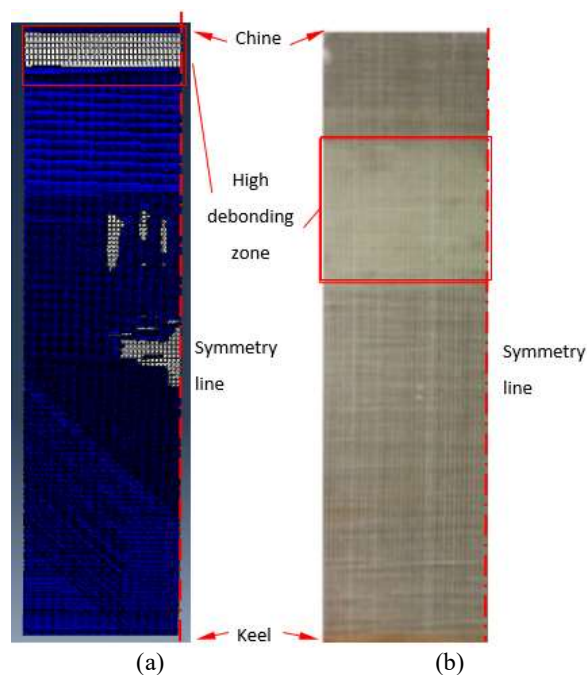 Chine
High
debonding
zone
Symmetry
line
Symmetry
line
Keel
(a)
(b)